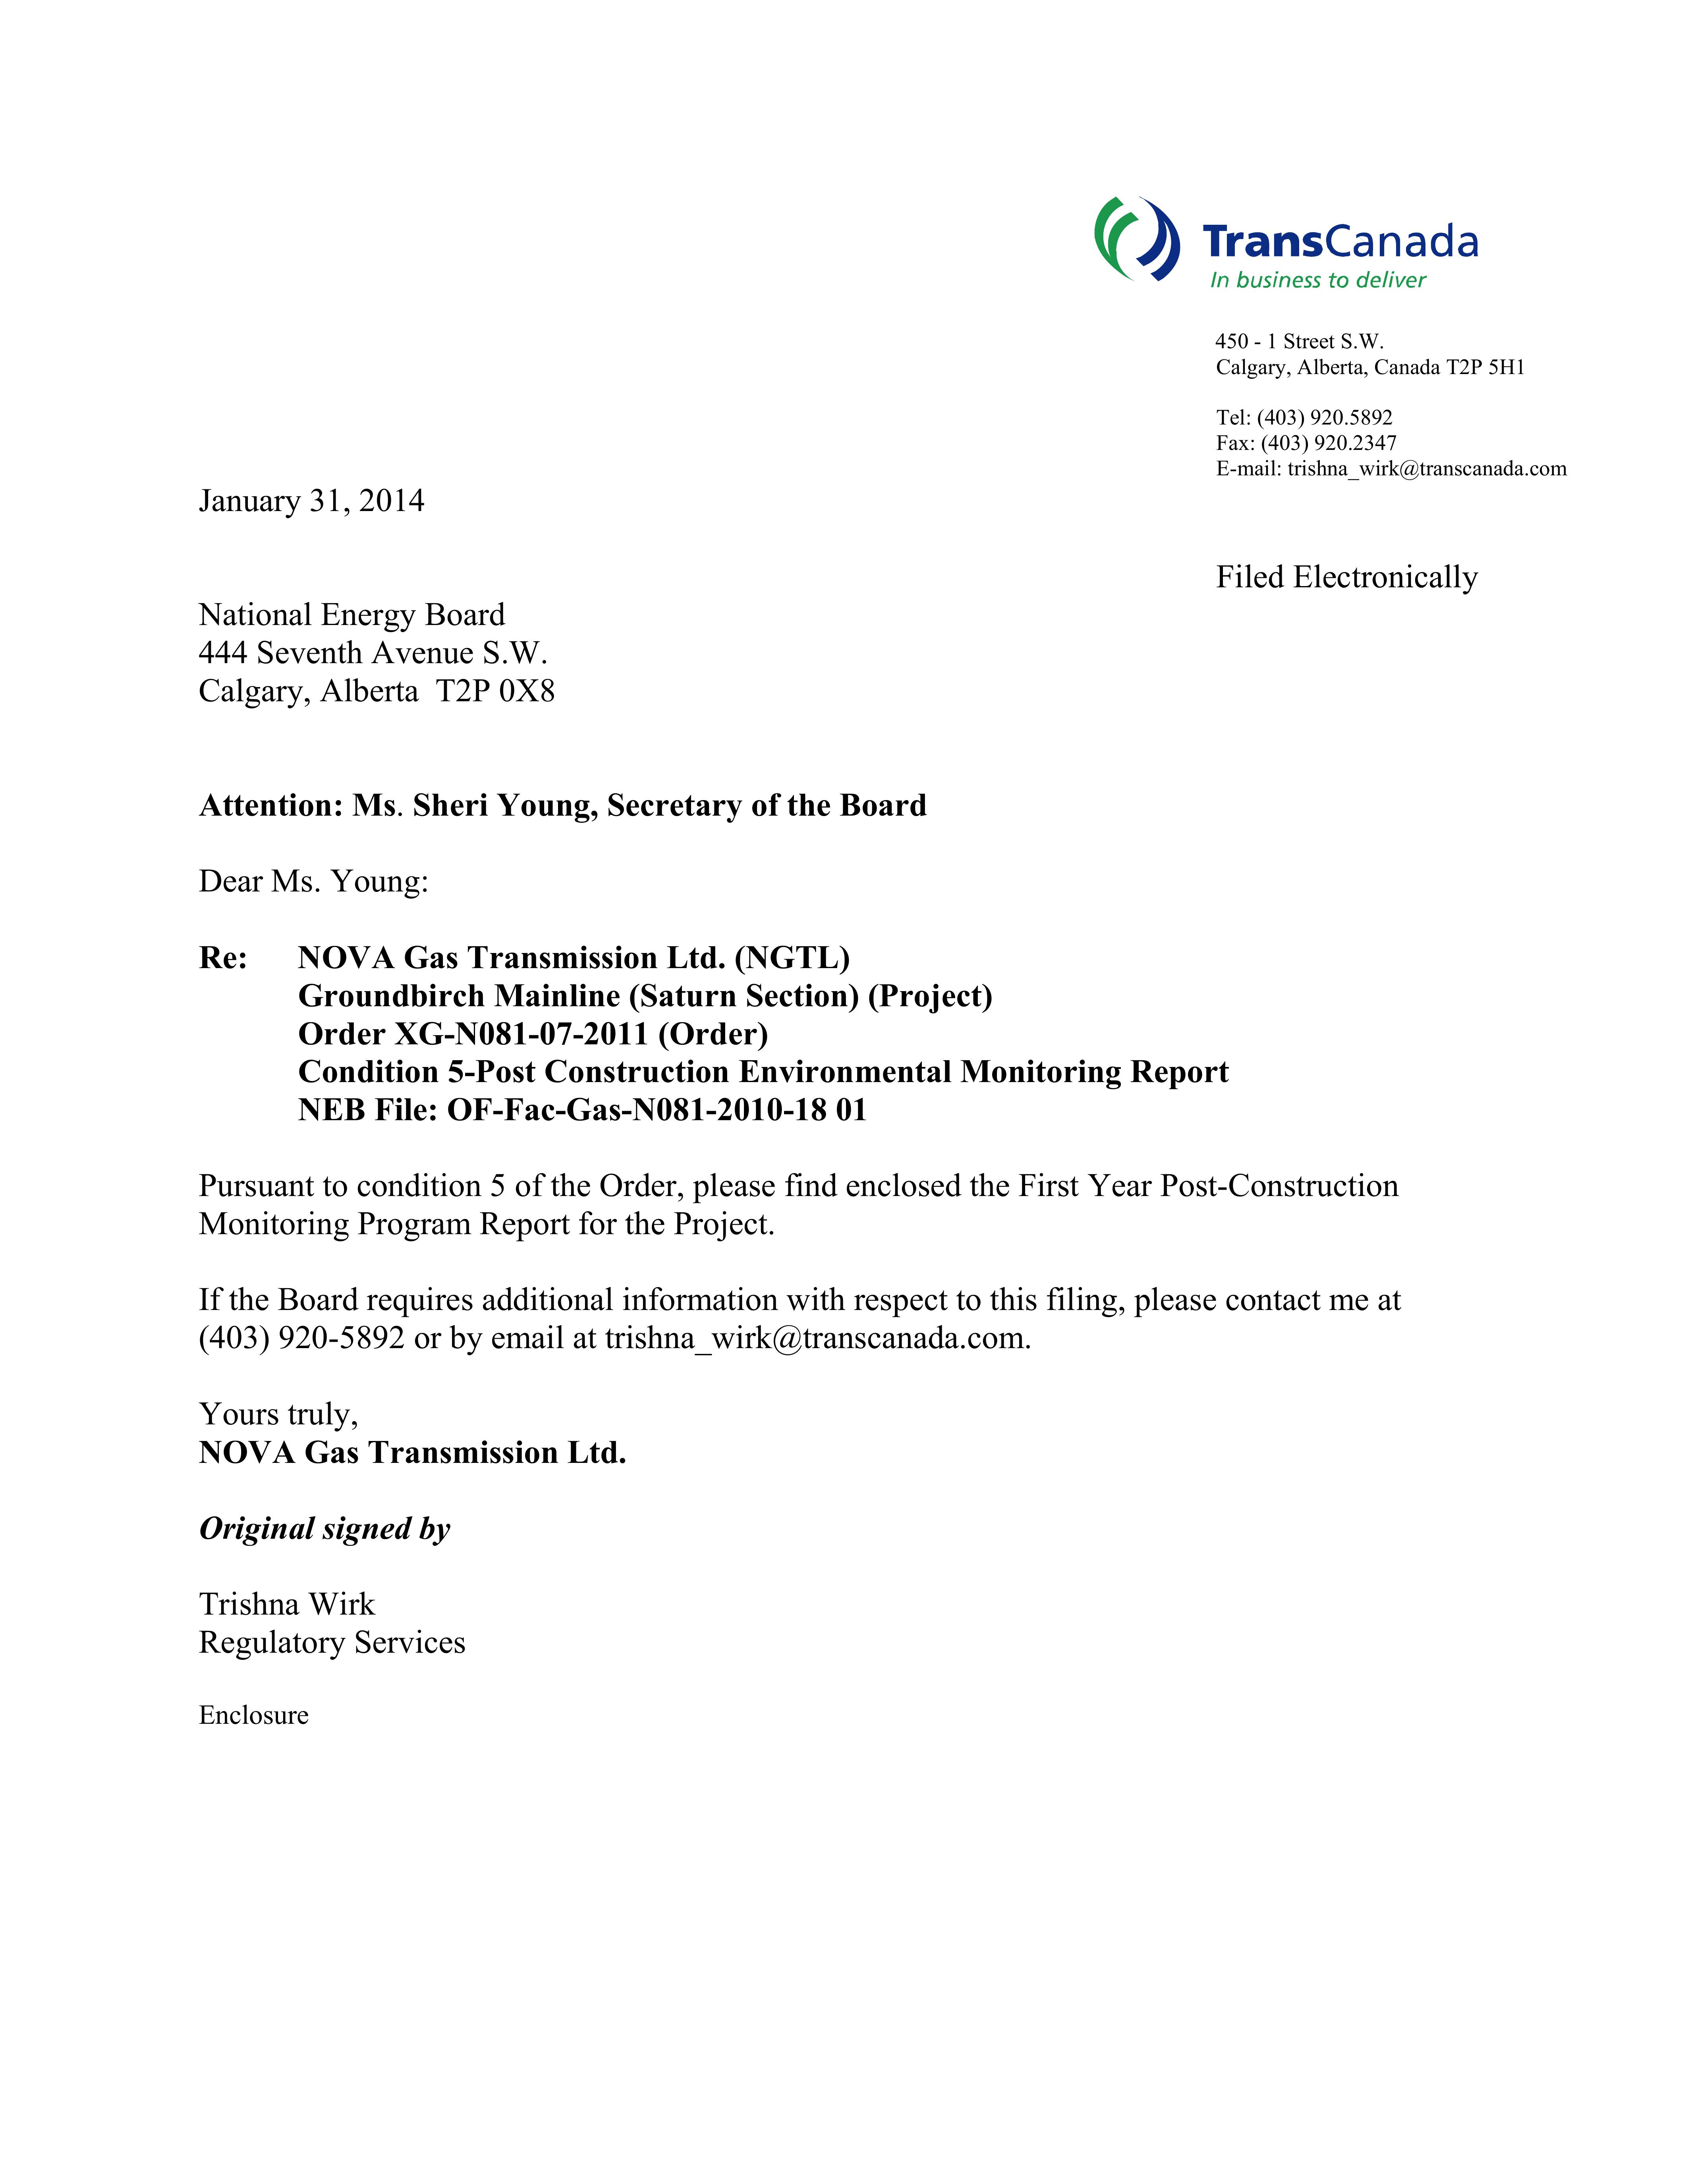 TransCanada
In business to deliver
450 - 1 Street S.W.
Calgary, Alberta, Canada T2P 5H1
Tel: (403) 920.5892
Fax: (403) 920.2347
E-mail: trishna_wirk@transcanada.com
January 31, 2014
Filed Electronically
National Energy Board
444 Seventh Avenue S.W.
Calgary, Alberta  T2P 0X8
Attention: Ms. Sheri Young, Secretary of the Board
Dear Ms. Young:
Re: NOVA Gas Transmission Ltd. (NGTL)
Groundbirch Mainline (Saturn Section) (Project)
Order XG-N081-07-2011 (Order)
Condition 5-Post Construction Environmental Monitoring Report
NEB File: OF-Fac-Gas-N081-2010-18 01
Pursuant to condition 5 of the Order, please find enclosed the First Year Post-Construction
Monitoring Program Report for the Project.
If the Board requires additional information with respect to this filing, please contact me at
(403) 920-5892 or by email at trishna_wirk@transcanada.com.
Yours truly,
NOVA Gas Transmission Ltd.
Original signed by
Trishna Wirk
Regulatory Services
Enclosure